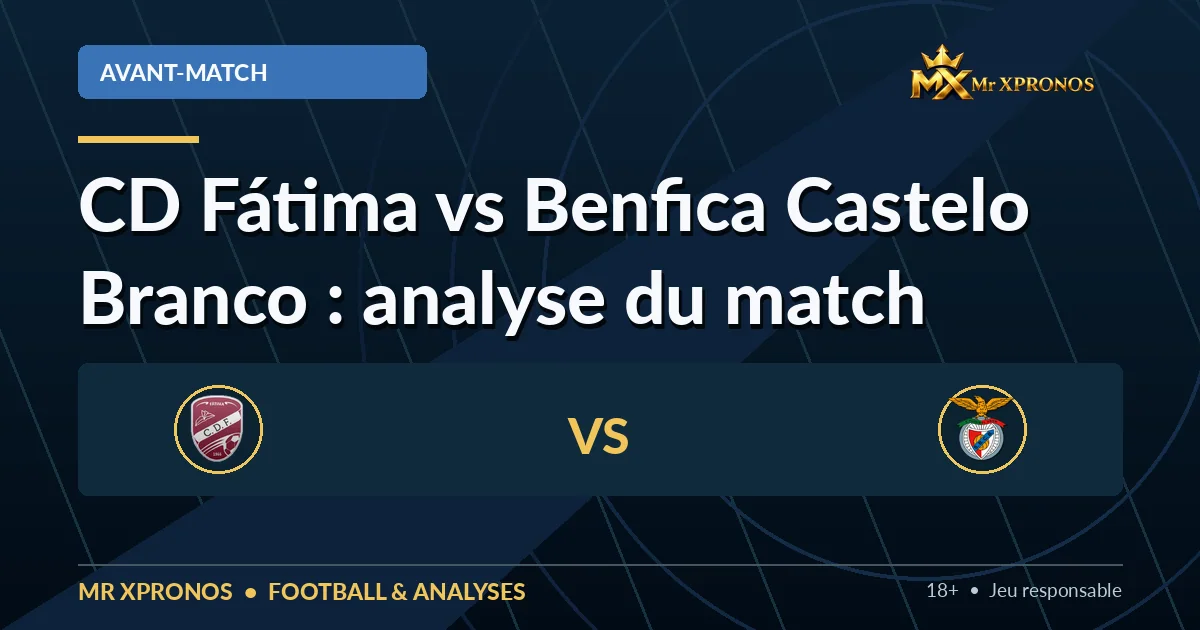 AVANT-MATCH
MX Mr XPRONOS
CD Fátima vs Benfica Castelo
Branco : analyse du match
C.D.F.
VS
MR XPRONOS • FOOTBALL & ANALYSES
18+ • Jeu responsable